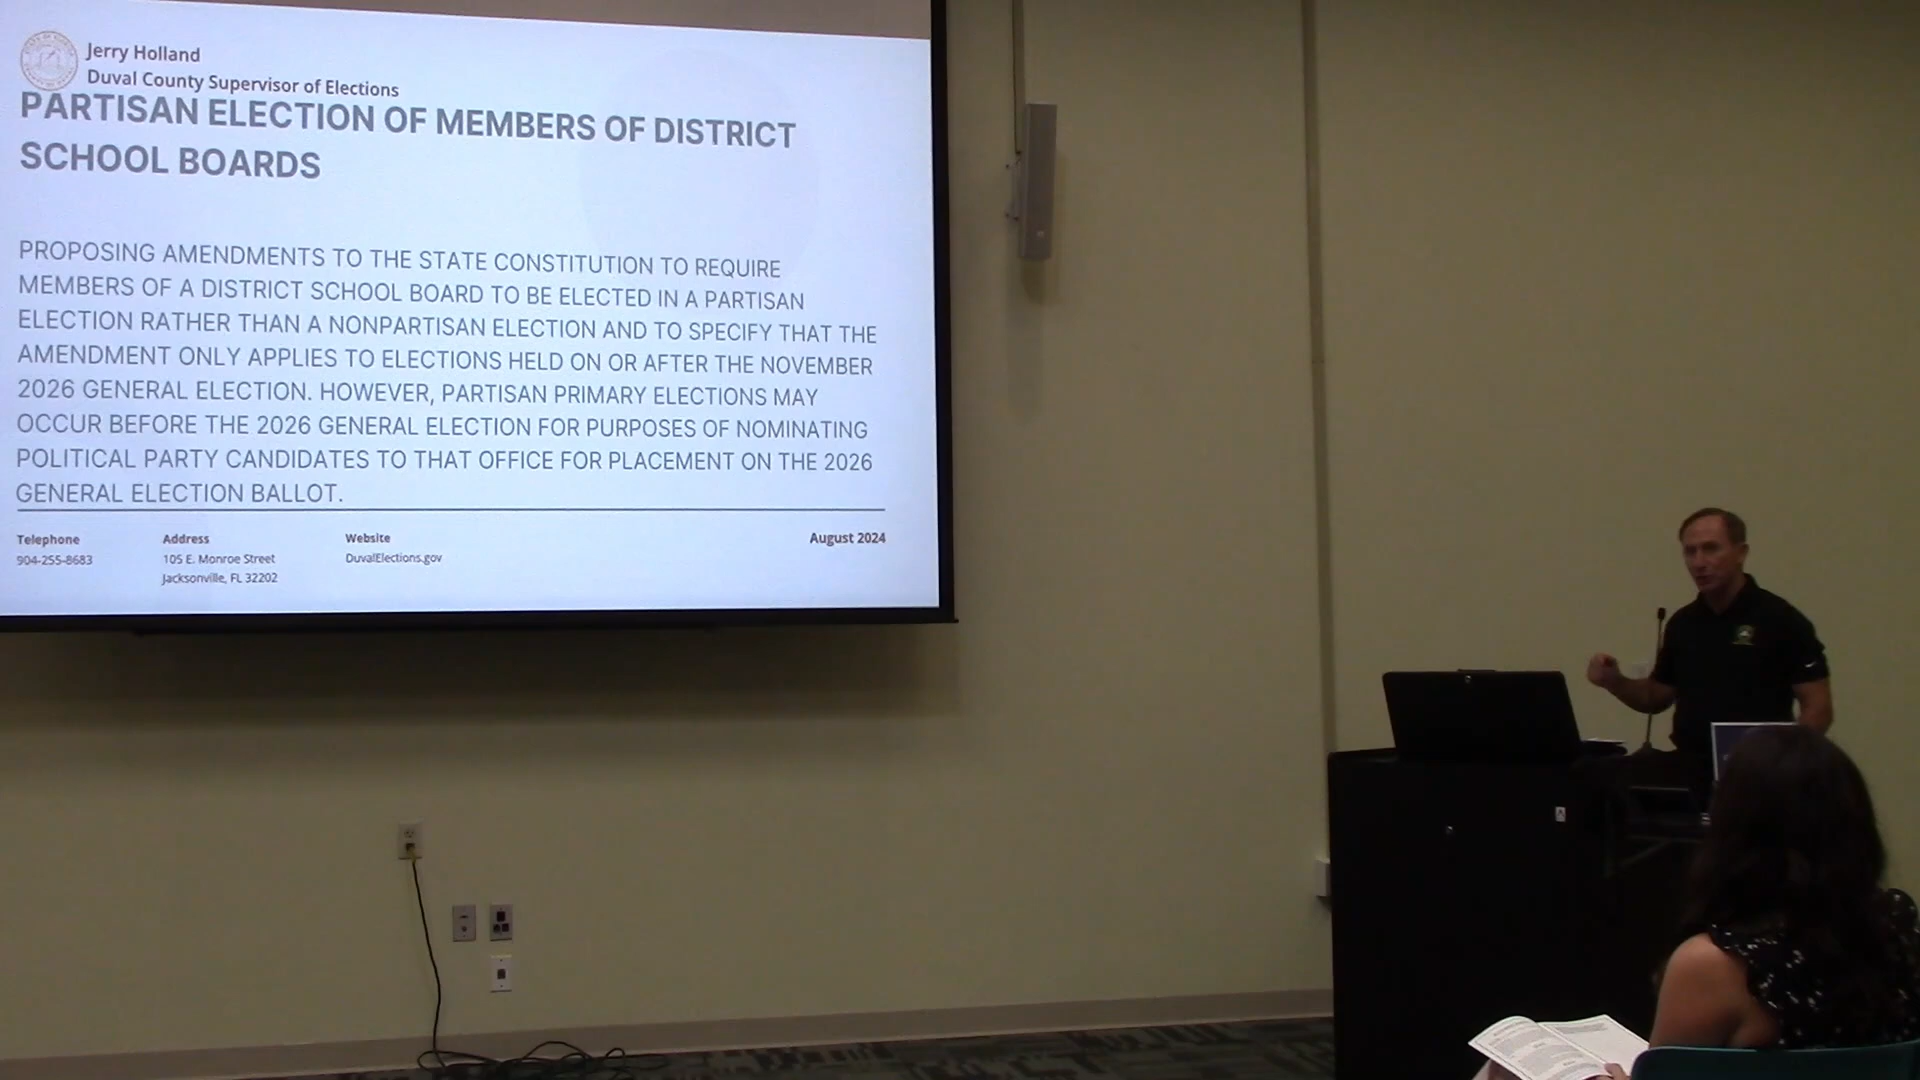 Jerry Holland
Duval County Supervisor of Elections
PARTISAN ELECTION OF MEMBERS OF DISTRICT
SCHOOL BOARDS
PROPOSING AMENDMENTS TO THE STATE CONSTITUTION TO REQUIRE
MEMBERS OF A DISTRICT SCHOOL BOARD TO BE ELECTED IN A PARTISAN
ELECTION RATHER THAN A NONPARTISAN ELECTION AND TO SPECIFY THAT THE
AMENDMENT ONLY APPLIES TO ELECTIONS HELD ON OR AFTER THE NOVEMBER
2026 GENERAL ELECTION. HOWEVER, PARTISAN PRIMARY ELECTIONS MAY
OCCUR BEFORE THE 2026 GENERAL ELECTION FOR PURPOSES OF NOMINATING
POLITICAL PARTY CANDIDATES TO THAT OFFICE FOR PLACEMENT ON THE 2026
GENERAL ELECTION BALLOT.
Telephone
904-255-8683
Address
105 E. Monroe Street
Jacksonville, FL 32202
Website
DuvalElections.gov
August 2024